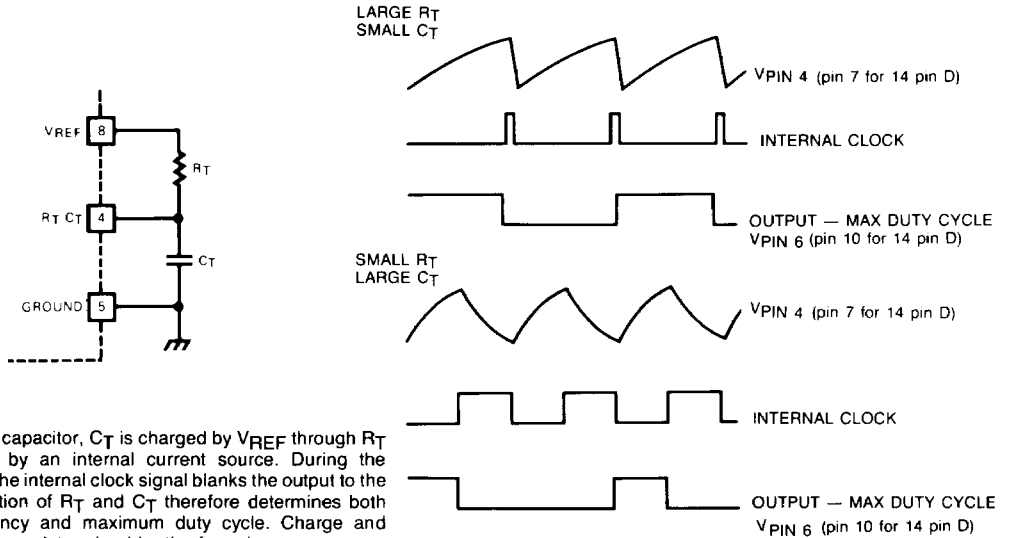 LARGE RT
SMALL CT
VPIN 4 (pin 7 for 14 pin D)
INTERNAL CLOCK
OUTPUT — MAX DUTY CYCLE
VPIN 6 (pin 10 for 14 pin D)
SMALL RT
LARGE CT
VPIN 4 (pin 7 for 14 pin D)
INTERNAL CLOCK
OUTPUT — MAX DUTY CYCLE
VPIN 6 (pin 10 for 14 pin D)
VREF 8
RT
RT CT 4
CT
GROUND 5
capacitor, CT is charged by VREF through RT
by an internal current source. During the
he internal clock signal blanks the output to the
tion of RT and CT therefore determines both
ncy and maximum duty cycle. Charge and